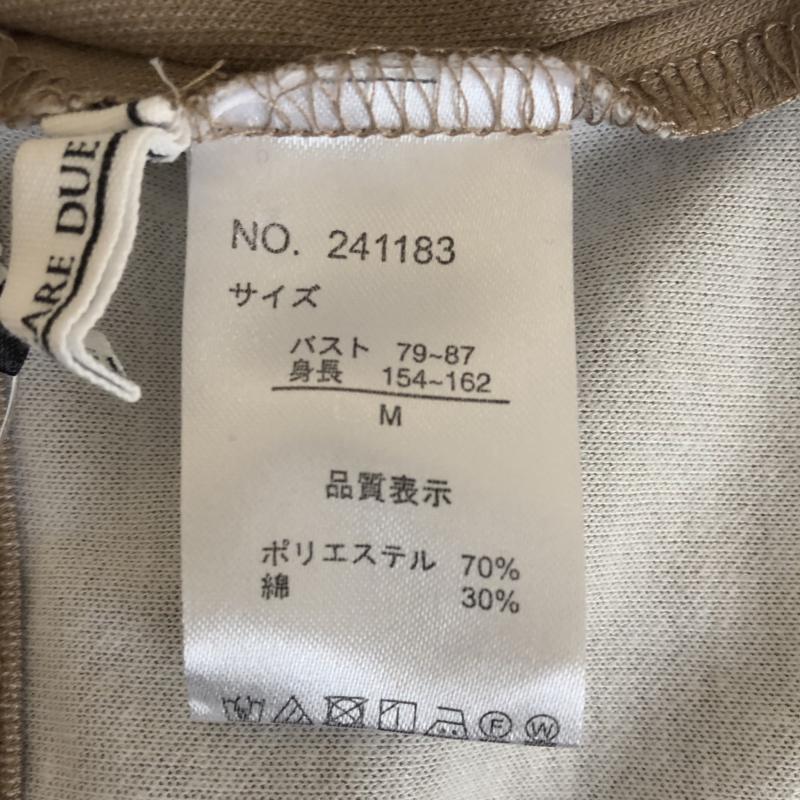 ARE DUE
NO. 241183
サイズ
バスト 79~87
身長 154~162
M
品質表示
ポリエステル 70%
綿 30%
F W